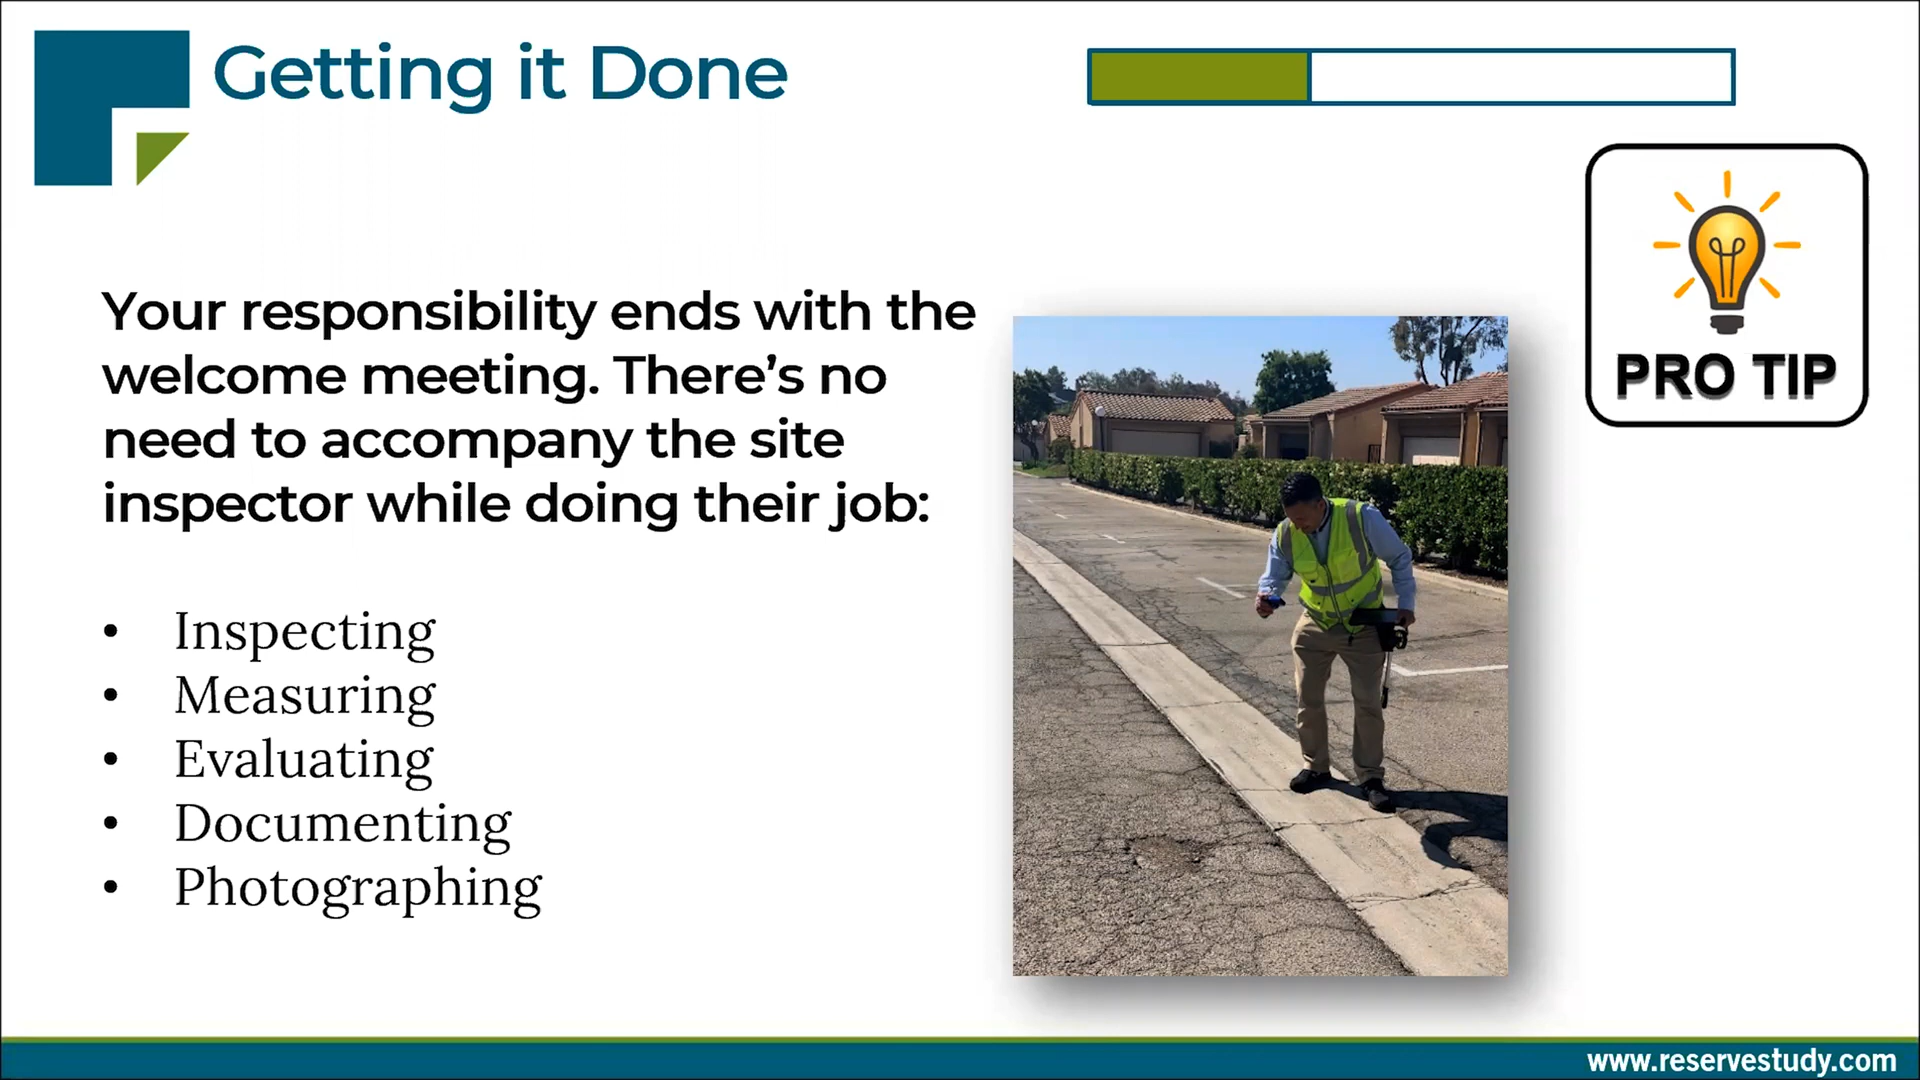 Getting it Done
PRO TIP
Your responsibility ends with the
welcome meeting. There’s no
need to accompany the site
inspector while doing their job:
• Inspecting
• Measuring
• Evaluating
• Documenting
• Photographing
www.reservestudy.com